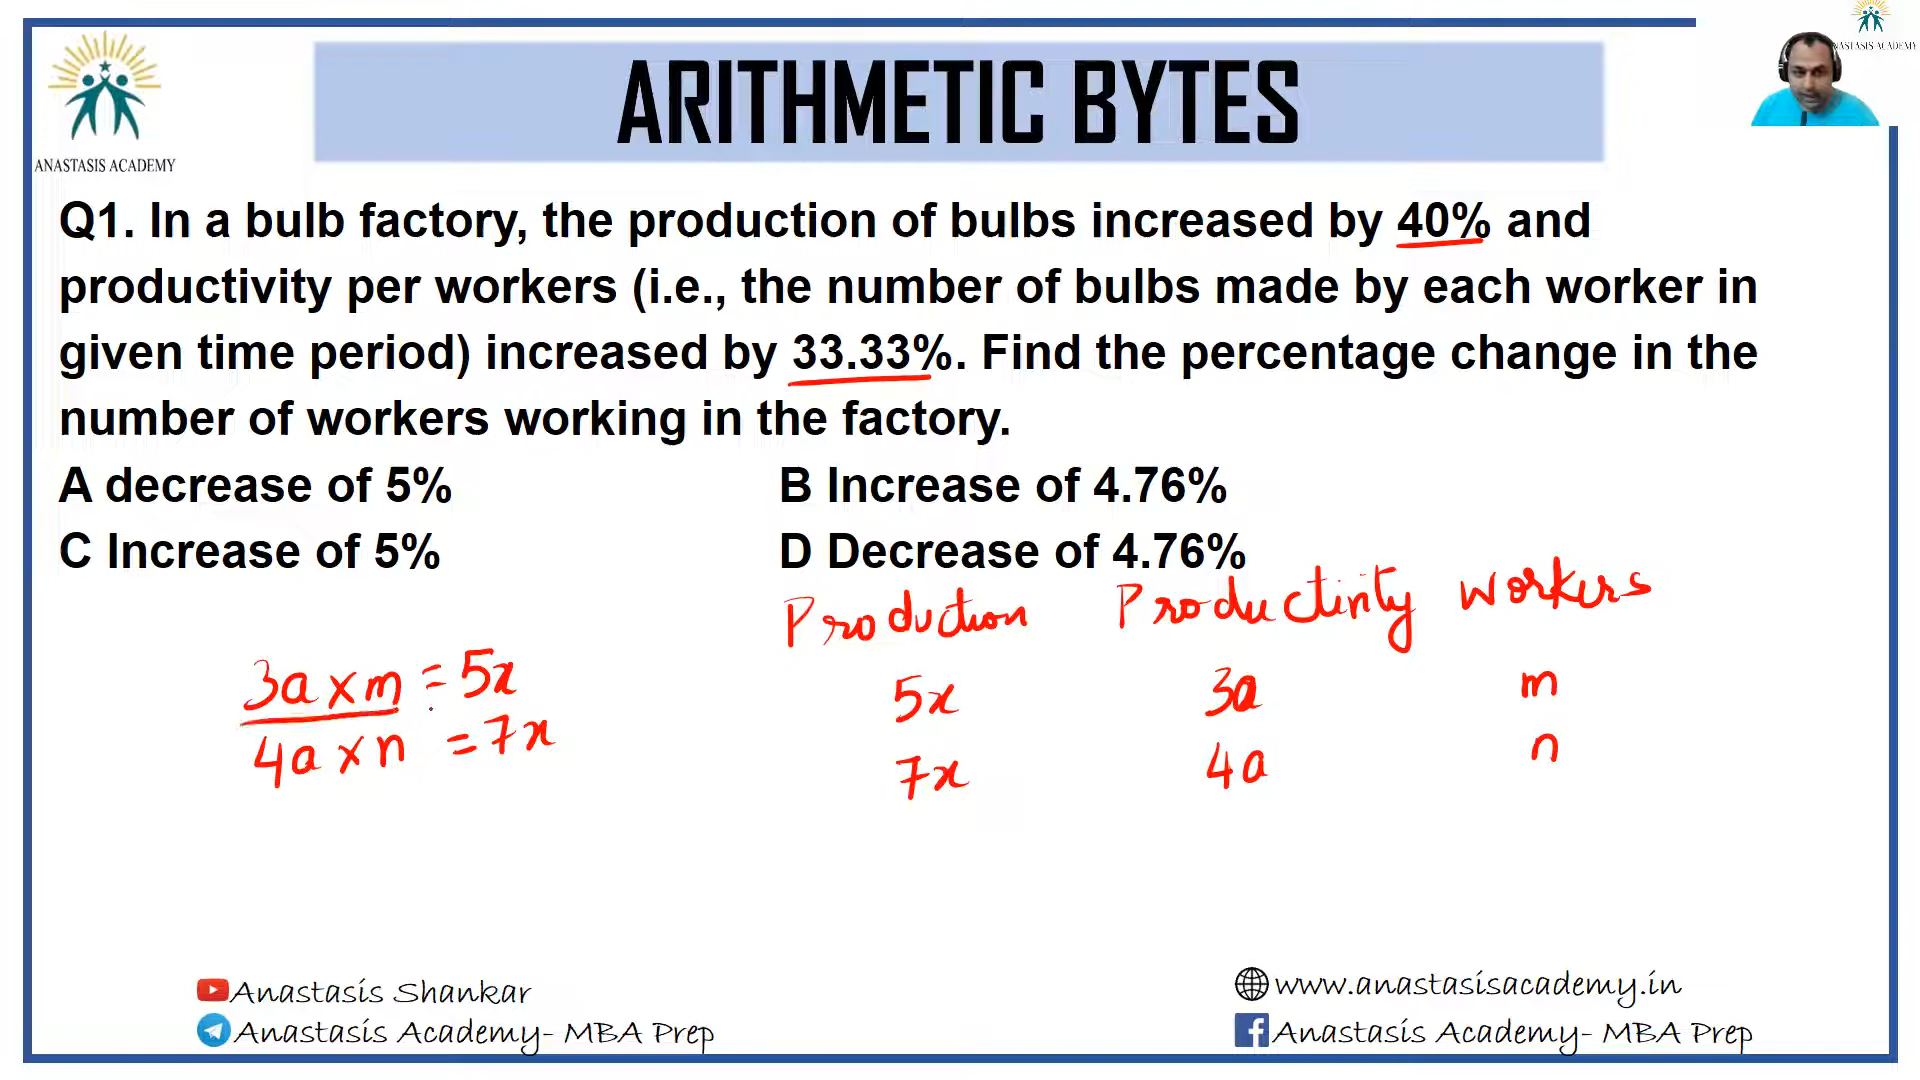 ANASTASIS ACADEMY
ARITHMETIC BYTES
ANASTASIS ACADEMY
Q1. In a bulb factory, the production of bulbs increased by 40% and
productivity per workers (i.e., the number of bulbs made by each worker in
given time period) increased by 33.33%. Find the percentage change in the
number of workers working in the factory.
A decrease of 5% B Increase of 4.76%
C Increase of 5% D Decrease of 4.76%
Production Productivity workers
3a x m = 5x 5x 3a m
4a x n = 7x 7x 4a n
Anastasis Shankar www.anastasisacademy.in
Anastasis Academy- MBA Prep Anastasis Academy- MBA Prep